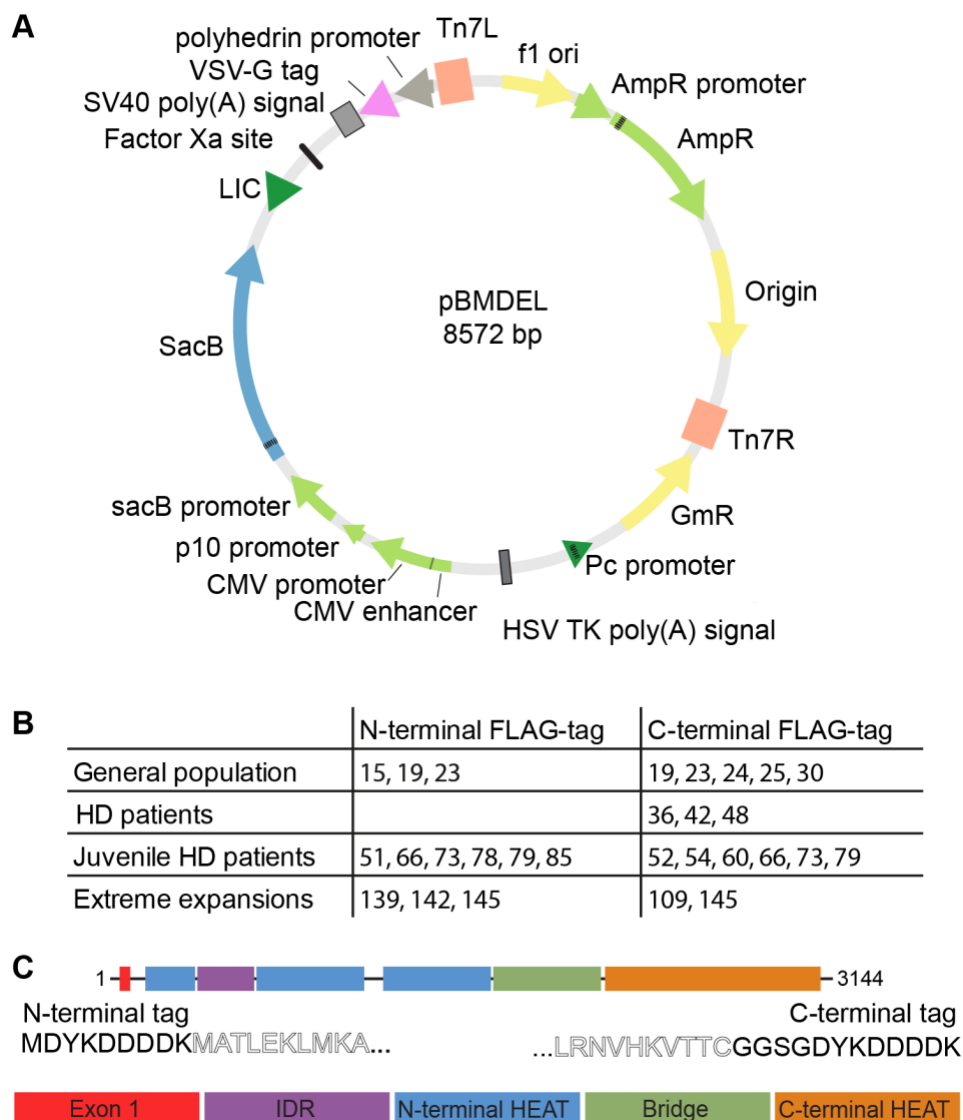 A
Tn7L
polyhedrin promoter
f1 ori
VSV-G tag
AmpR promoter
SV40 poly(A) signal
AmpR
Factor Xa site
LIC
pBMDEL
8572 bp
Origin
SacB
Tn7R
GmR
sacB promoter
p10 promoter
Pc promoter
CMV promoter
CMV enhancer
HSV TK poly(A) signal
B
N-terminal FLAG-tag C-terminal FLAG-tag
General population 15, 19, 23 19, 23, 24, 25, 30
HD patients 36, 42, 48
Juvenile HD patients 51, 66, 73, 78, 79, 85 52, 54, 60, 66, 73, 79
Extreme expansions 139, 142, 145 109, 145
C
1 3144
N-terminal tag C-terminal tag
MDYKDDDDKMATLEKLMKA... ...LRNVHKVTTCGGSGDYKDDDDK
Exon 1 IDR N-terminal HEAT Bridge C-terminal HEAT